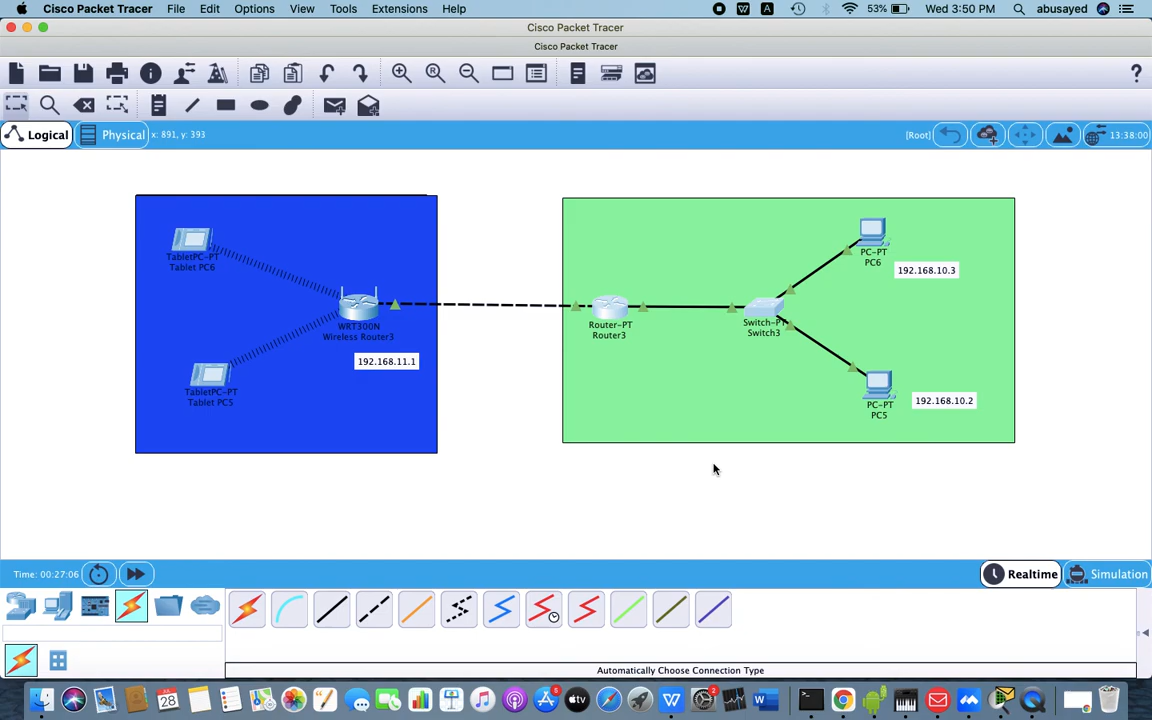 Cisco Packet Tracer File Edit Options View Tools Extensions Help
53% Wed 3:50 PM abusayed
Cisco Packet Tracer
Cisco Packet Tracer
Logical Physical x: 891, y: 393 [Root] 13:38:00
TabletPC-PT
Tablet PC6
WRT300N
Wireless Router3
192.168.11.1
TabletPC-PT
Tablet PC5
Router-PT
Router3
Switch-PT
Switch3
PC-PT
PC6
192.168.10.3
PC-PT
PC5
192.168.10.2
Time: 00:27:06 Realtime Simulation
Automatically Choose Connection Type